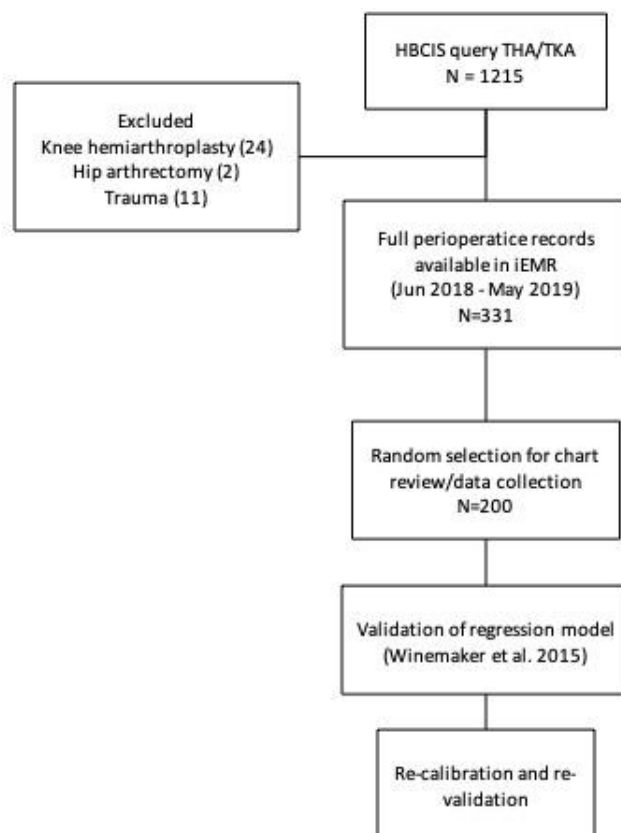 HBCIS query THA/TKA
N = 1215
Excluded
Knee hemiarthroplasty (24)
Hip arthrectomy (2)
Trauma (11)
Full perioperatice records
available in iEMR
(Jun 2018 - May 2019)
N=331
Random selection for chart
review/data collection
N=200
Validation of regression model
(Winemaker et al. 2015)
Re-calibration and re-
validation